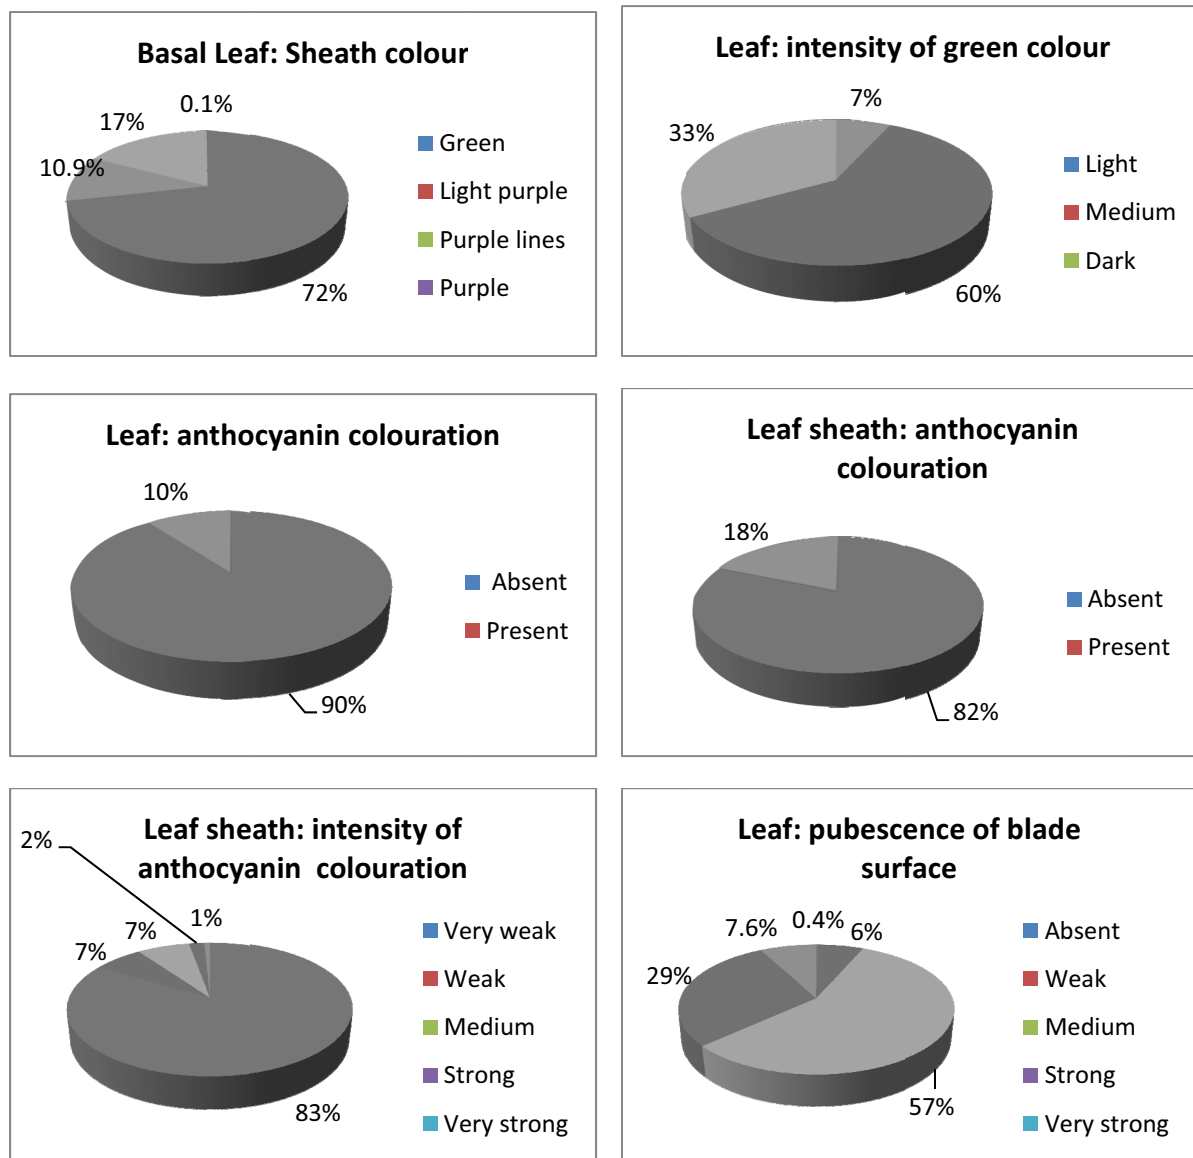 Basal Leaf: Sheath colour
0.1%
17%
10.9%
72%
Green
Light purple
Purple lines
Purple
Leaf: intensity of green colour
7%
33%
60%
Light
Medium
Dark
Leaf: anthocyanin colouration
10%
90%
Absent
Present
Leaf sheath: anthocyanin
colouration
18%
82%
Absent
Present
Leaf sheath: intensity of
anthocyanin colouration
2%
1%
7%
7%
83%
Very weak
Weak
Medium
Strong
Very strong
Leaf: pubescence of blade
surface
0.4%
7.6%
6%
29%
57%
Absent
Weak
Medium
Strong
Very strong